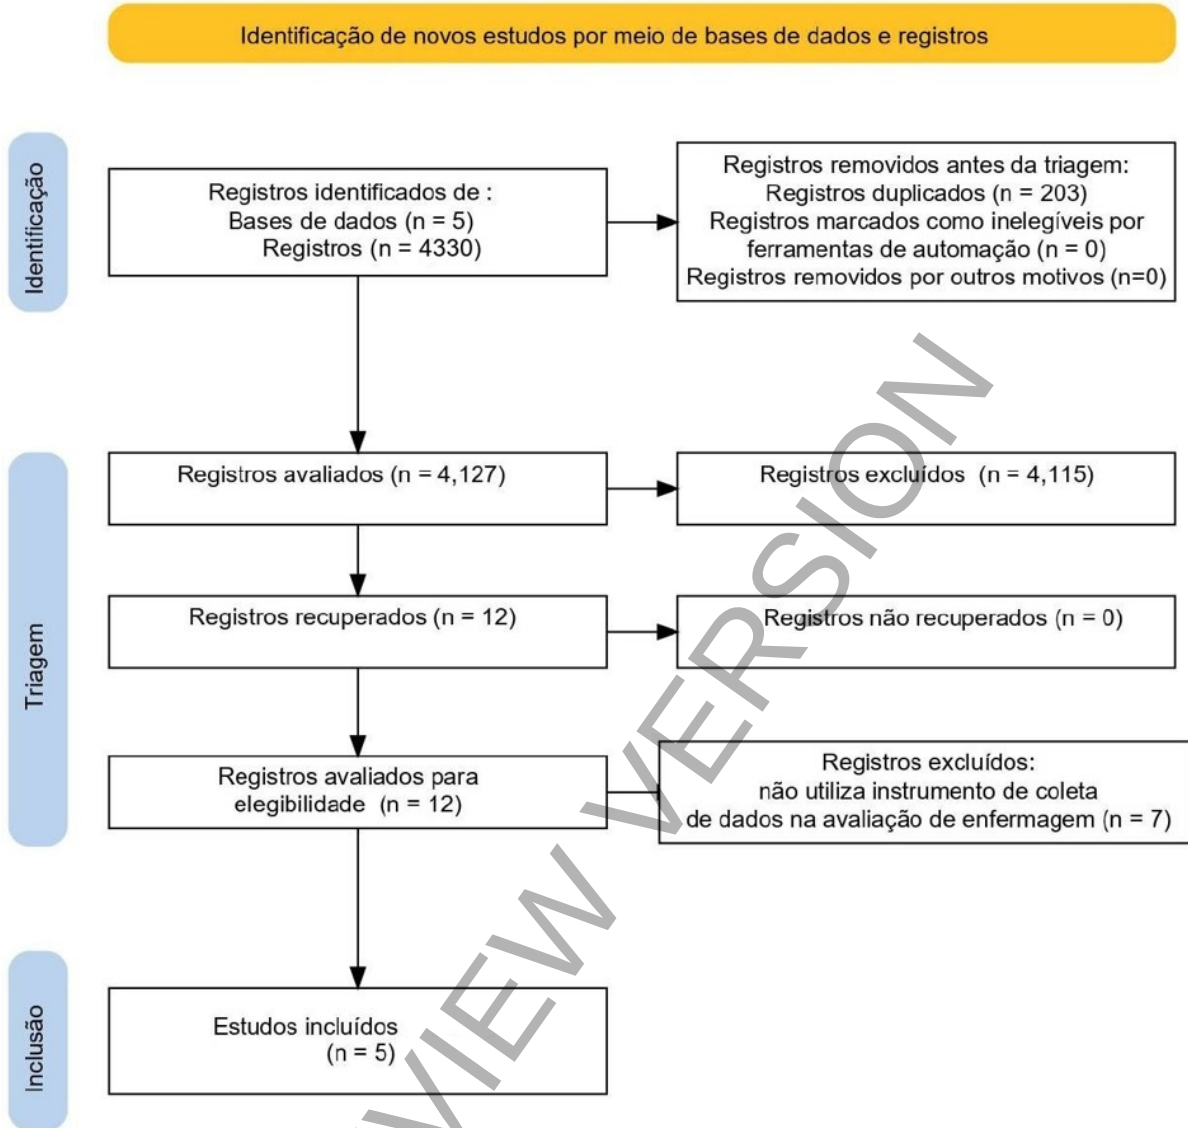 Identificação de novos estudos por meio de bases de dados e registros
Identificação
Registros identificados de :
Bases de dados (n = 5)
Registros (n = 4330)
Registros removidos antes da triagem:
Registros duplicados (n = 203)
Registros marcados como inelegíveis por
ferramentas de automação (n = 0)
Registros removidos por outros motivos (n=0)
Triagem
Registros avaliados (n = 4,127)
Registros excluídos (n = 4,115)
Registros recuperados (n = 12)
Registros não recuperados (n = 0)
Registros avaliados para
elegibilidade (n = 12)
Registros excluídos:
não utiliza instrumento de coleta
de dados na avaliação de enfermagem (n = 7)
Inclusão
Estudos incluídos
(n = 5)
VIEW VERSION